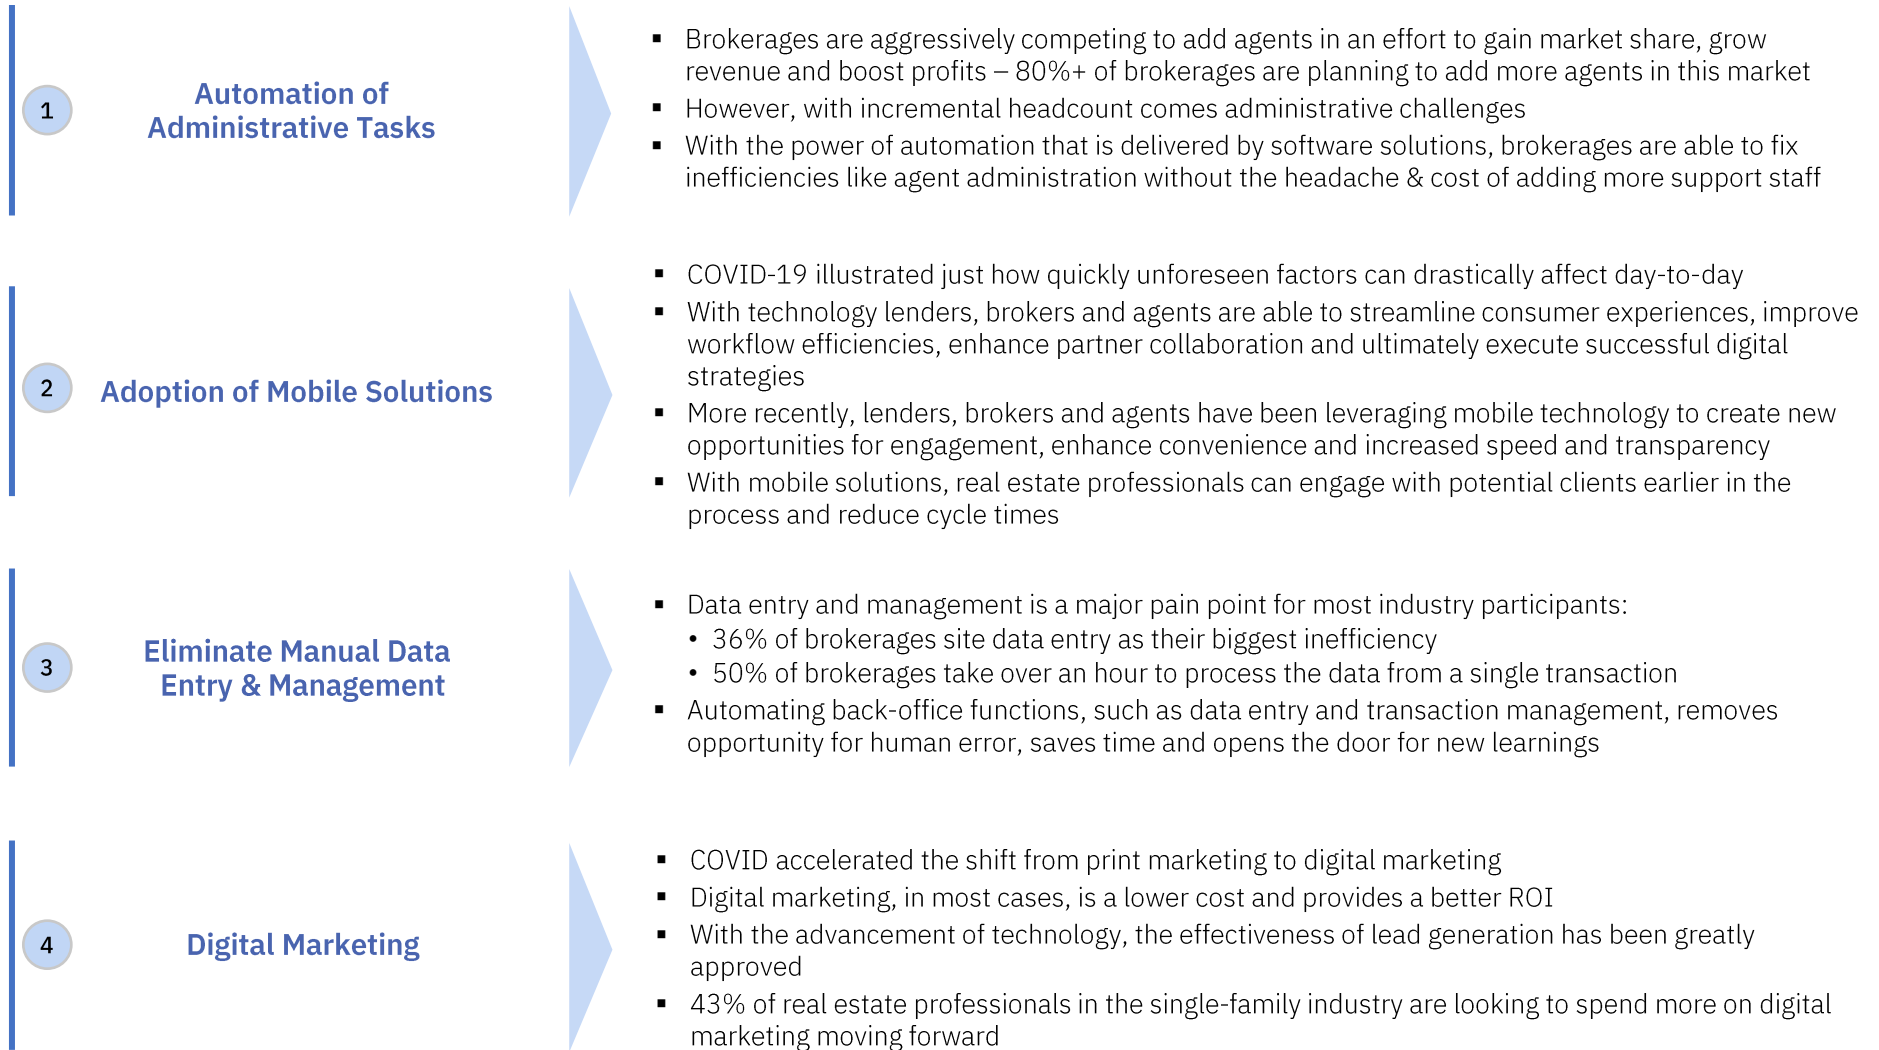 1
Automation of
Administrative Tasks
▪ Brokerages are aggressively competing to add agents in an effort to gain market share, grow
revenue and boost profits – 80%+ of brokerages are planning to add more agents in this market
▪ However, with incremental headcount comes administrative challenges
▪ With the power of automation that is delivered by software solutions, brokerages are able to fix
inefficiencies like agent administration without the headache & cost of adding more support staff
2
Adoption of Mobile Solutions
▪ COVID-19 illustrated just how quickly unforeseen factors can drastically affect day-to-day
▪ With technology lenders, brokers and agents are able to streamline consumer experiences, improve
workflow efficiencies, enhance partner collaboration and ultimately execute successful digital
strategies
▪ More recently, lenders, brokers and agents have been leveraging mobile technology to create new
opportunities for engagement, enhance convenience and increased speed and transparency
▪ With mobile solutions, real estate professionals can engage with potential clients earlier in the
process and reduce cycle times
3
Eliminate Manual Data
Entry & Management
▪ Data entry and management is a major pain point for most industry participants:
• 36% of brokerages site data entry as their biggest inefficiency
• 50% of brokerages take over an hour to process the data from a single transaction
▪ Automating back-office functions, such as data entry and transaction management, removes
opportunity for human error, saves time and opens the door for new learnings
4
Digital Marketing
▪ COVID accelerated the shift from print marketing to digital marketing
▪ Digital marketing, in most cases, is a lower cost and provides a better ROI
▪ With the advancement of technology, the effectiveness of lead generation has been greatly
approved
▪ 43% of real estate professionals in the single-family industry are looking to spend more on digital
marketing moving forward